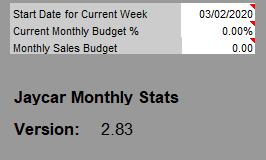 Start Date for Current Week 03/02/2020
Current Monthly Budget % 0.00%
Monthly Sales Budget 0.00
Jaycar Monthly Stats
Version: 2.83